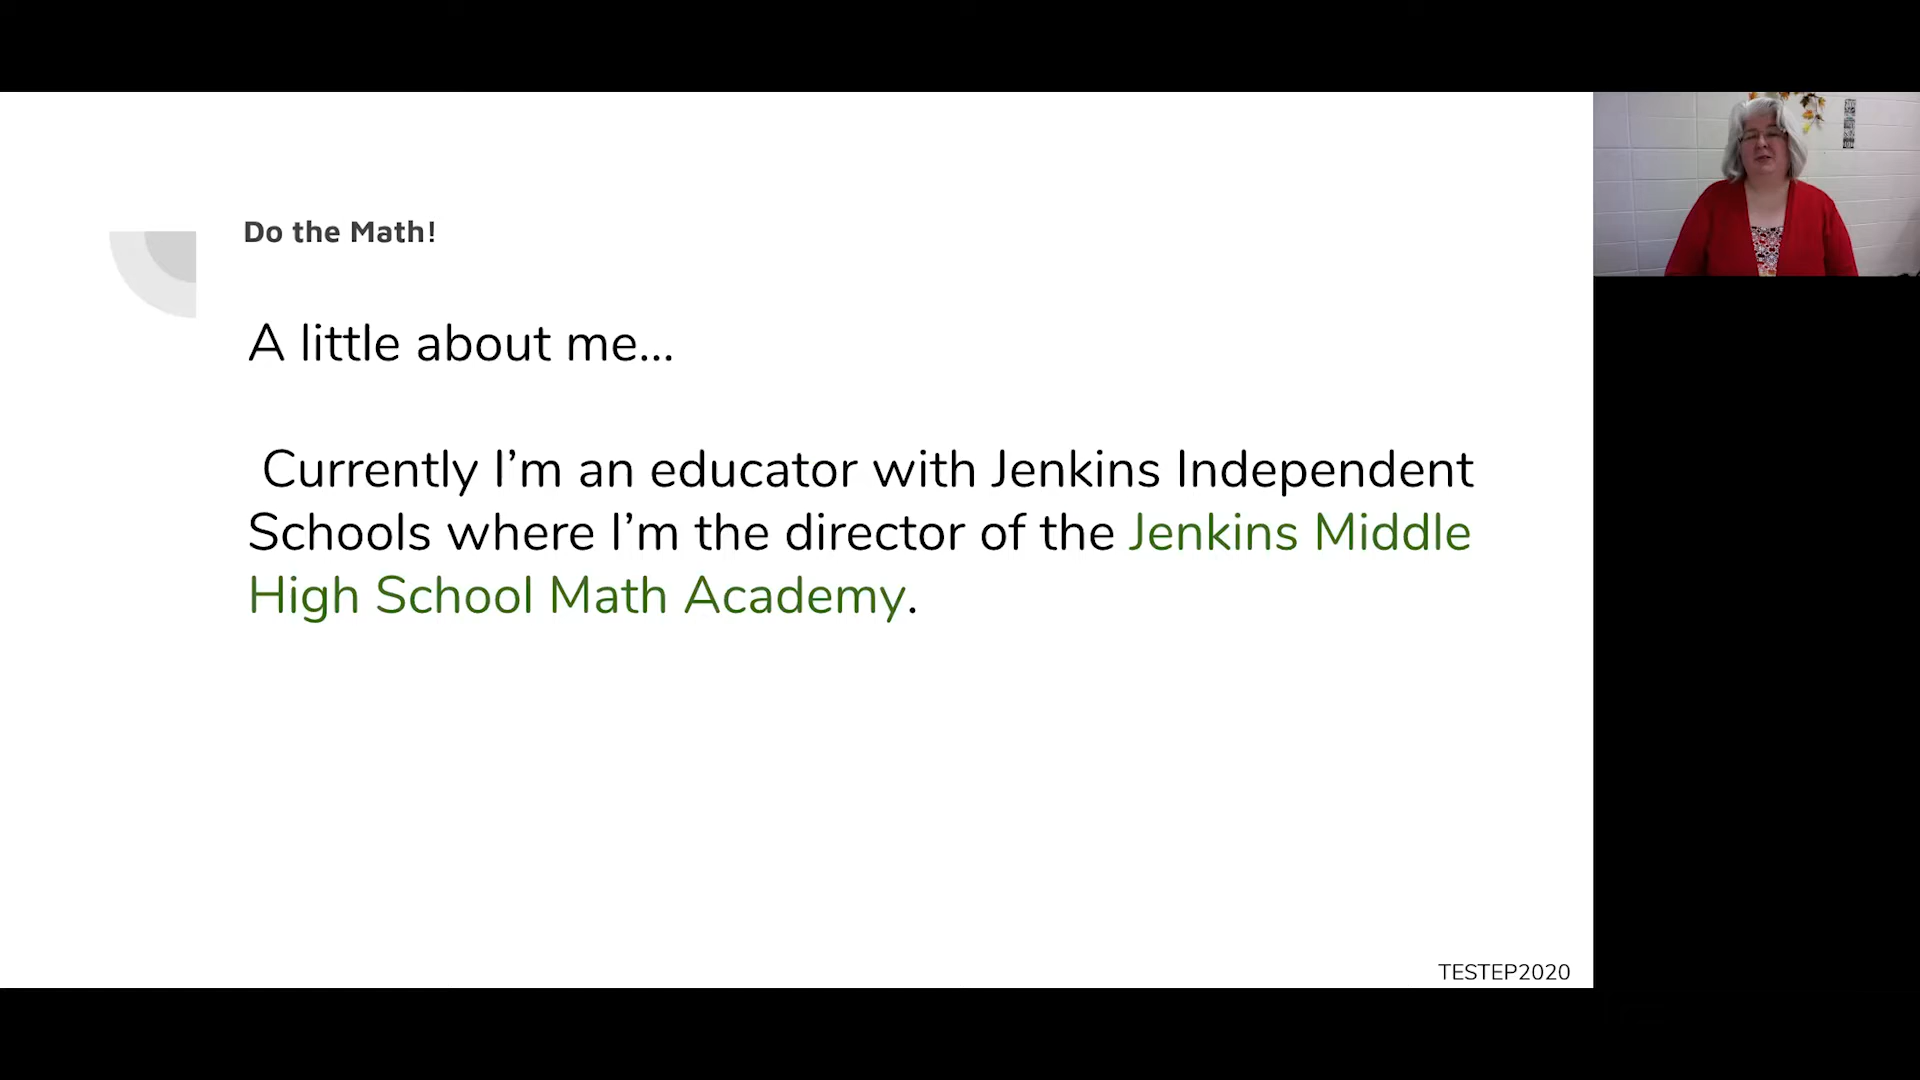 Do the Math!
A little about me...
Currently I’m an educator with Jenkins Independent
Schools where I’m the director of the Jenkins Middle
High School Math Academy.
TESTEP2020